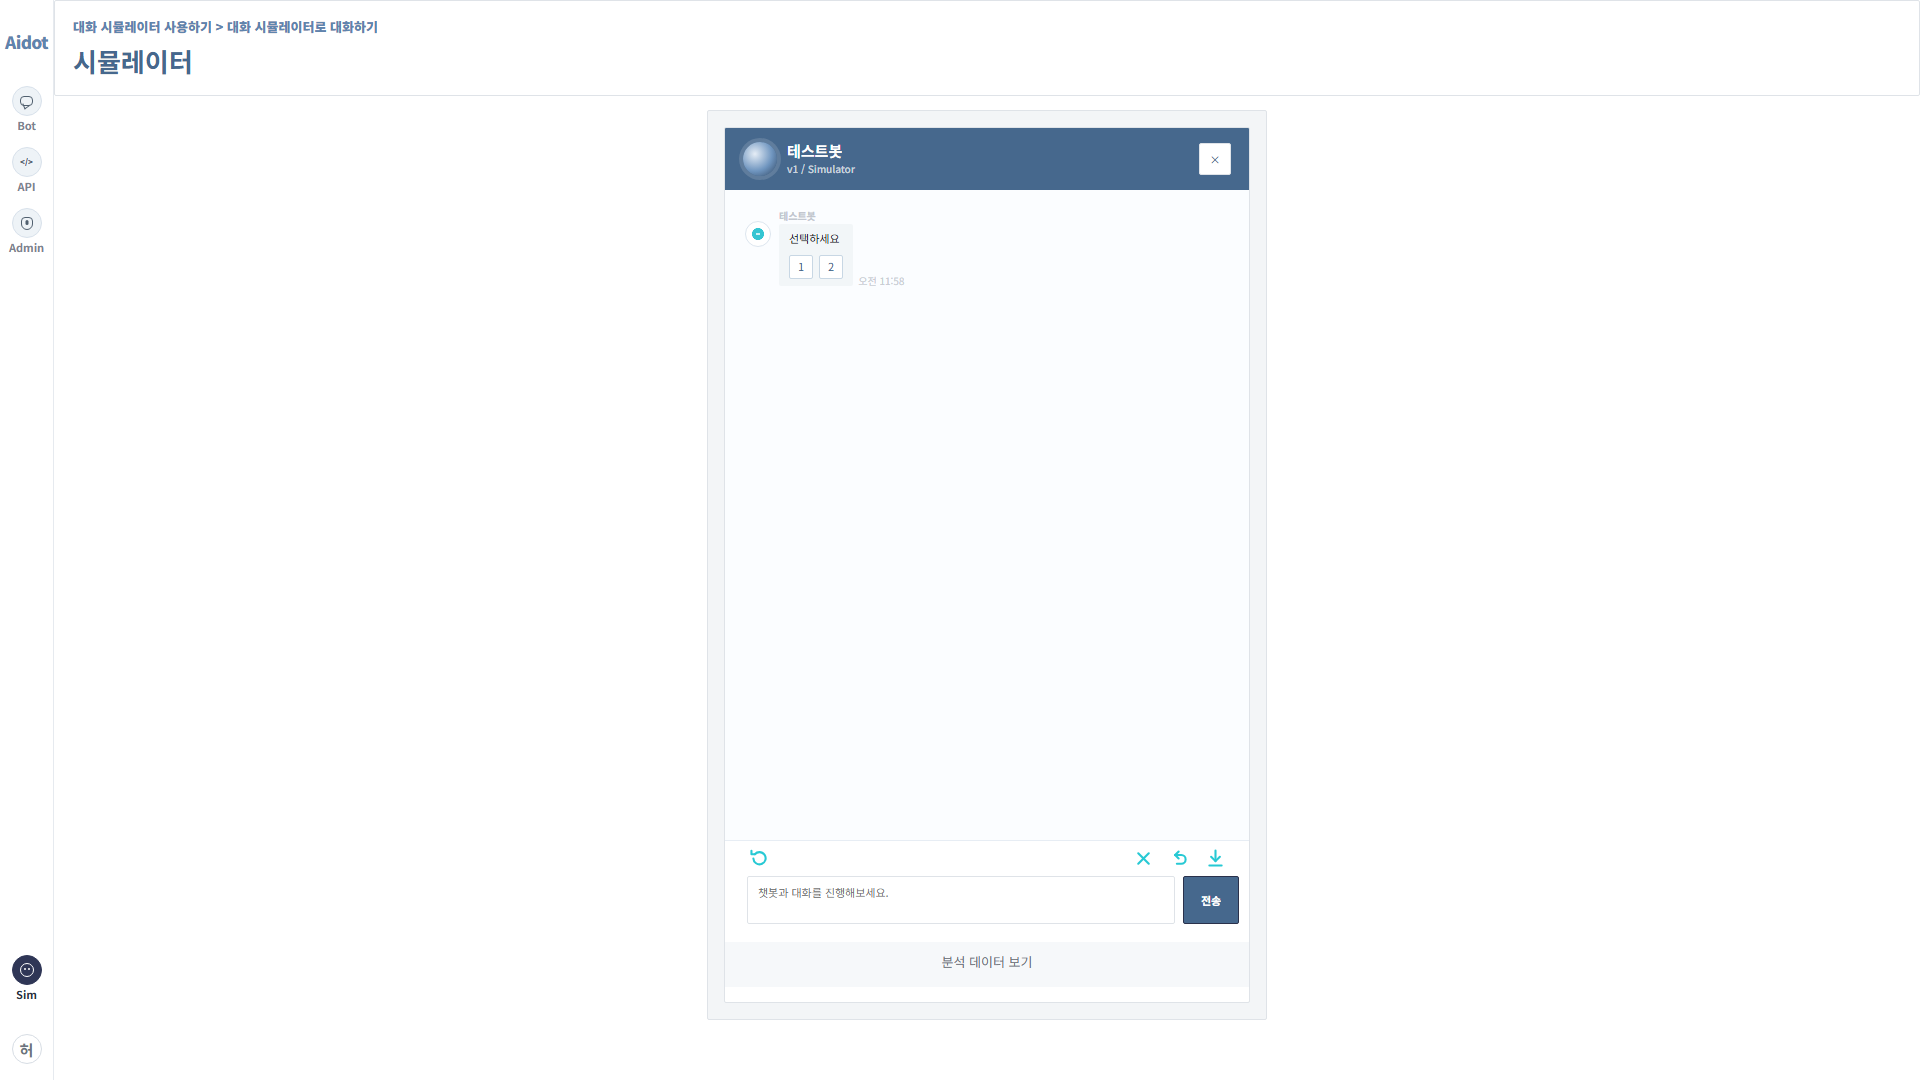 Aidot
Bot
</>
API
Admin
Sim
허
대화 시뮬레이터 사용하기 > 대화 시뮬레이터로 대화하기
시뮬레이터
테스트봇
v1 / Simulator
테스트봇
선택하세요
1 2
오전 11:58
챗봇과 대화를 진행해보세요.
전송
분석 데이터 보기